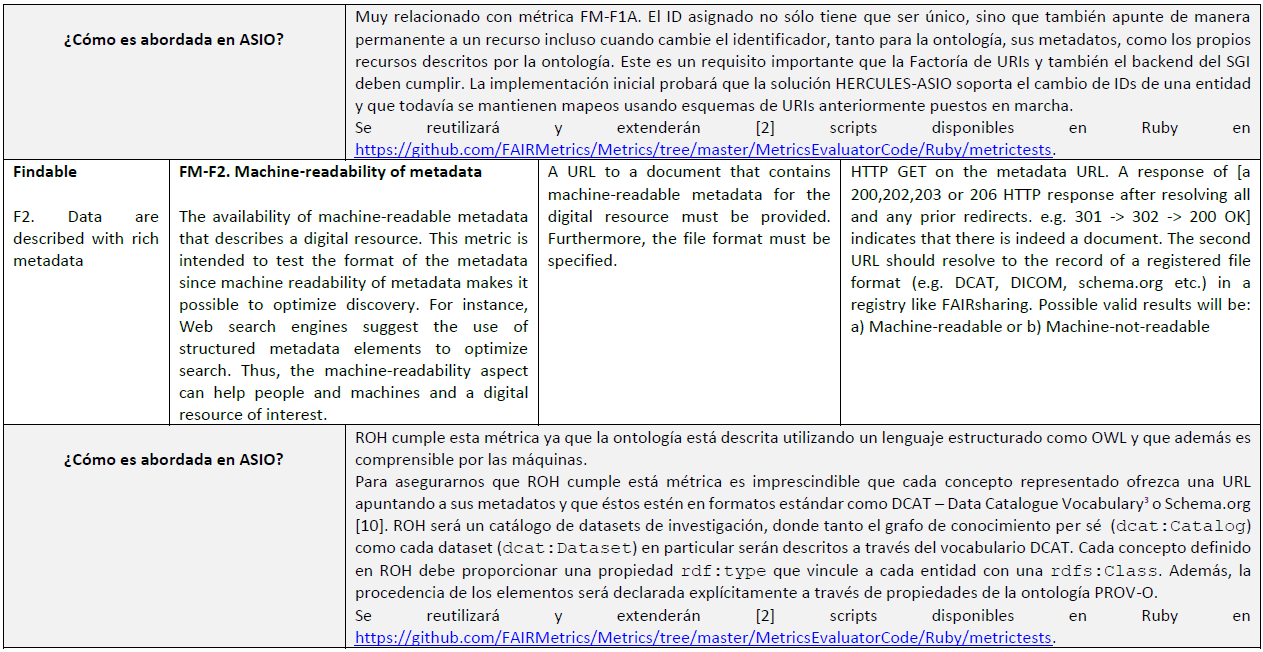 ¿Cómo es abordada en ASIO?
Muy relacionado con métrica FM-F1A. El ID asignado no sólo tiene que ser único, sino que también apunte de manera
permanente a un recurso incluso cuando cambie el identificador, tanto para la ontología, sus metadatos, como los propios
recursos descritos por la ontología. Este es un requisito importante que la Factoría de URIs y también el backend del SGI
deben cumplir. La implementación inicial probará que la solución HERCULES-ASIO soporta el cambio de IDs de una entidad
y que todavía se mantienen mapeos usando esquemas de URIs anteriormente puestos en marcha.
Se reutilizará y extenderán [2] scripts disponibles en Ruby en
https://github.com/FAIRMetrics/Metrics/tree/master/MetricsEvaluatorCode/Ruby/metrictests.
Findable
F2. Data are
described with rich
metadata
FM-F2. Machine-readability of metadata
The availability of machine-readable metadata
that describes a digital resource. This metric is
intended to test the format of the metadata
since machine readability of metadata makes it
possible to optimize discovery. For instance,
Web search engines suggest the use of
structured metadata elements to optimize
search. Thus, the machine-readability aspect
can help people and machines and a digital
resource of interest.
A URL to a document that contains
machine-readable metadata for the
digital resource must be provided.
Furthermore, the file format must be
specified.
HTTP GET on the metadata URL. A response of [a
200,202,203 or 206 HTTP response after resolving all
and any prior redirects. e.g. 301 -> 302 -> 200 OK]
indicates that there is indeed a document. The second
URL should resolve to the record of a registered file
format (e.g. DCAT, DICOM, schema.org etc.) in a
registry like FAIRsharing. Possible valid results will be:
a) Machine-readable or b) Machine-not-readable
¿Cómo es abordada en ASIO?
ROH cumple esta métrica ya que la ontología está descrita utilizando un lenguaje estructurado como OWL y que además es
comprensible por las máquinas.
Para asegurarnos que ROH cumple está métrica es imprescindible que cada concepto representado ofrezca una URL
apuntando a sus metadatos y que éstos estén en formatos estándar como DCAT – Data Catalogue Vocabulary³ o Schema.org
[10]. ROH será un catálogo de datasets de investigación, donde tanto el grafo de conocimiento per sé (dcat:Catalog)
como cada dataset (dcat:Dataset) en particular serán descritos a través del vocabulario DCAT. Cada concepto definido
en ROH debe proporcionar una propiedad rdf:type que vincule a cada entidad con una rdfs:Class. Además, la
procedencia de los elementos será declarada explícitamente a través de propiedades de la ontología PROV-O.
Se reutilizará y extenderán [2] scripts disponibles en Ruby en
https://github.com/FAIRMetrics/Metrics/tree/master/MetricsEvaluatorCode/Ruby/metrictests.